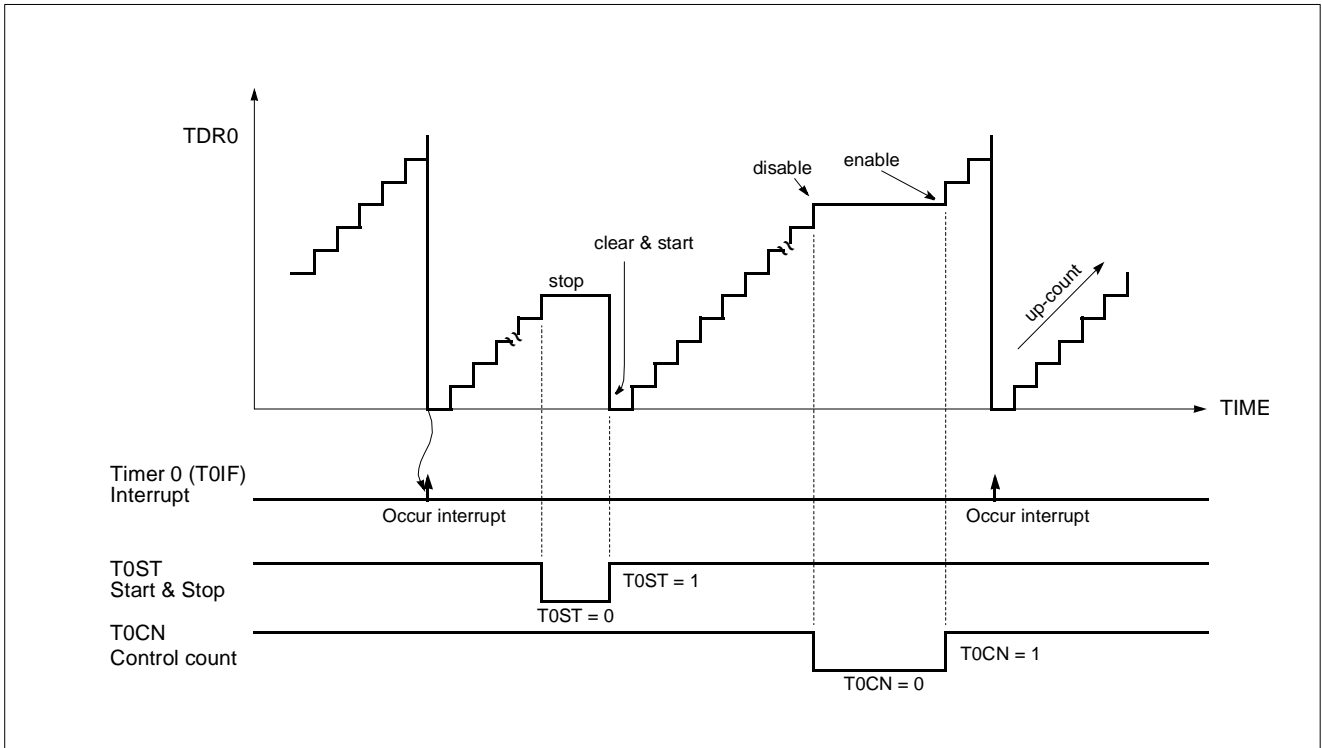 TDR0
disable
enable
clear & start
stop
up-count
TIME
Timer 0 (T0IF)
Interrupt
Occur interrupt
Occur interrupt
T0ST
Start & Stop
T0ST = 1
T0ST = 0
T0CN
Control count
T0CN = 1
T0CN = 0